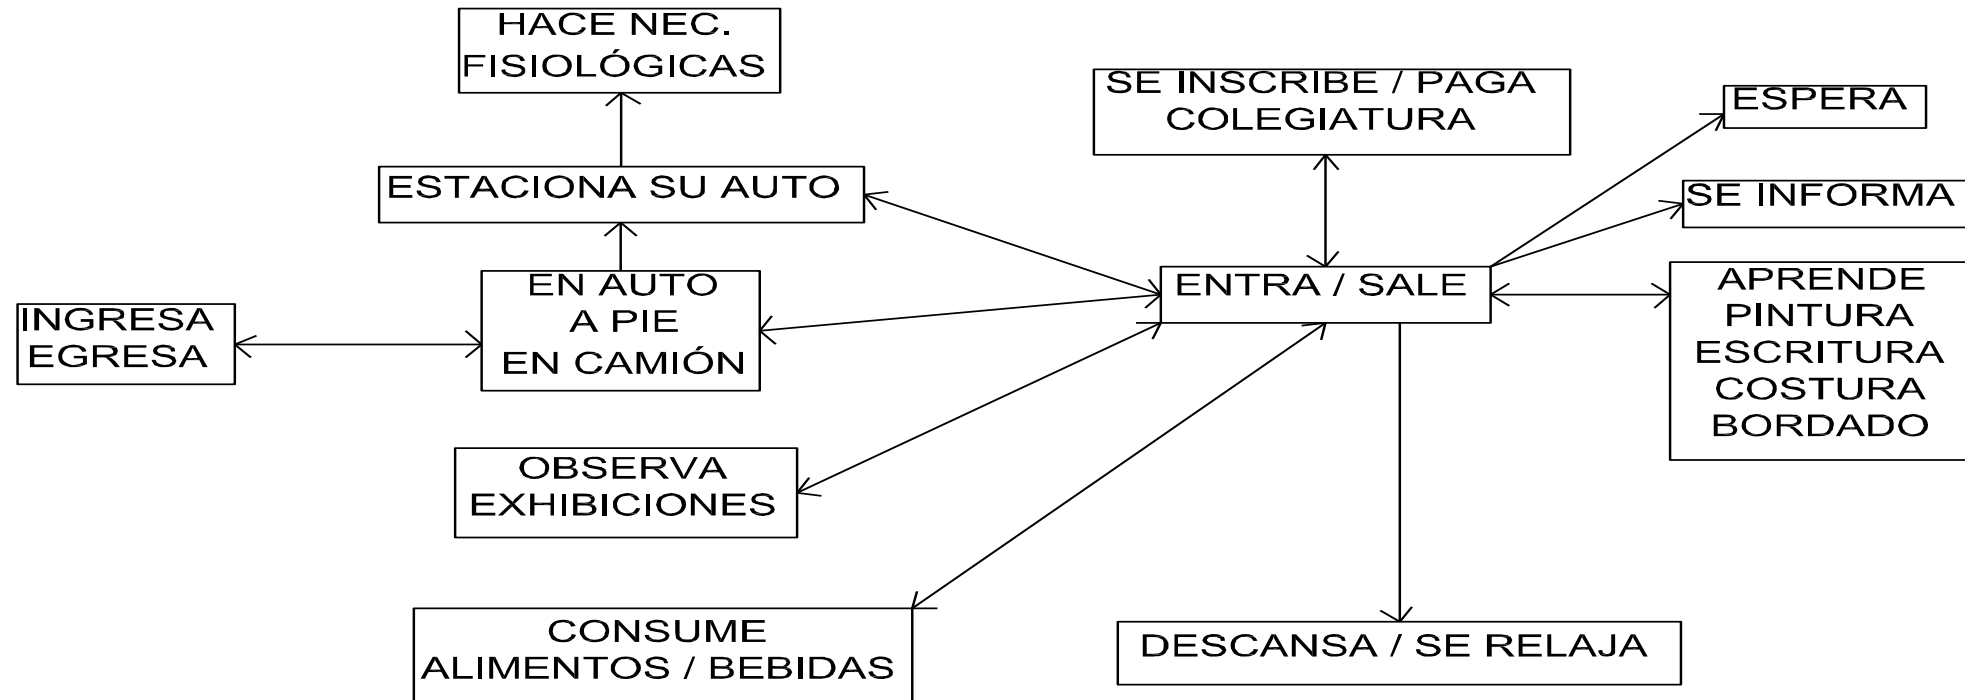 HACE NEC.
FISIOLÓGICAS
SE INSCRIBE / PAGA
COLEGIATURA
ESPERA
ESTACIONA SU AUTO
SE INFORMA
EN AUTO
A PIE
EN CAMIÓN
ENTRA / SALE
APRENDE
PINTURA
ESCRITURA
COSTURA
BORDADO
INGRESA
EGRESA
OBSERVA
EXHIBICIONES
CONSUME
ALIMENTOS / BEBIDAS
DESCANSA / SE RELAJA